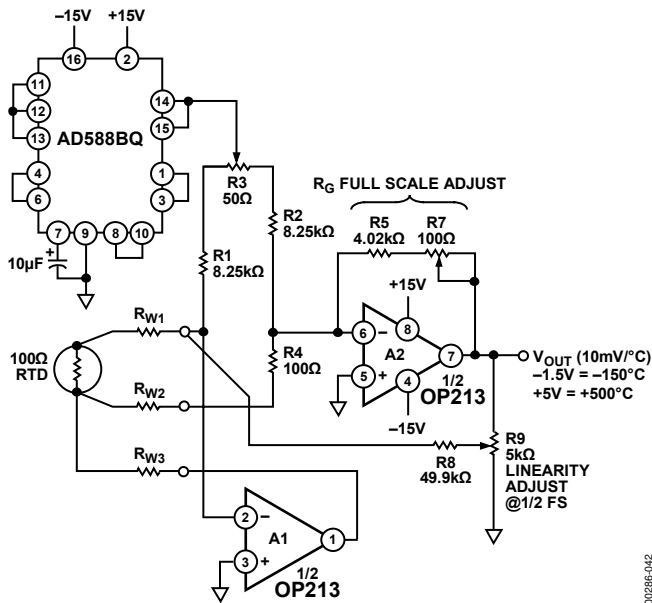 –15V
+15V
16
2
11
12
13
14
15
AD588BQ
4
6
1
3
7
9
8
10
+
10µF
R3
50Ω
R1
8.25kΩ
R2
8.25kΩ
RG FULL SCALE ADJUST
R5
4.02kΩ
R7
100Ω
+15V
6
–
8
A2
7
5
+
4
1/2
OP213
–15V
VOUT (10mV/°C)
–1.5V = –150°C
+5V = +500°C
RW1
100Ω
RTD
R4
100Ω
RW2
RW3
R8
49.9kΩ
R9
5kΩ
LINEARITY
ADJUST
@1/2 FS
2
–
A1
1
3
+
1/2
OP213
00286-042